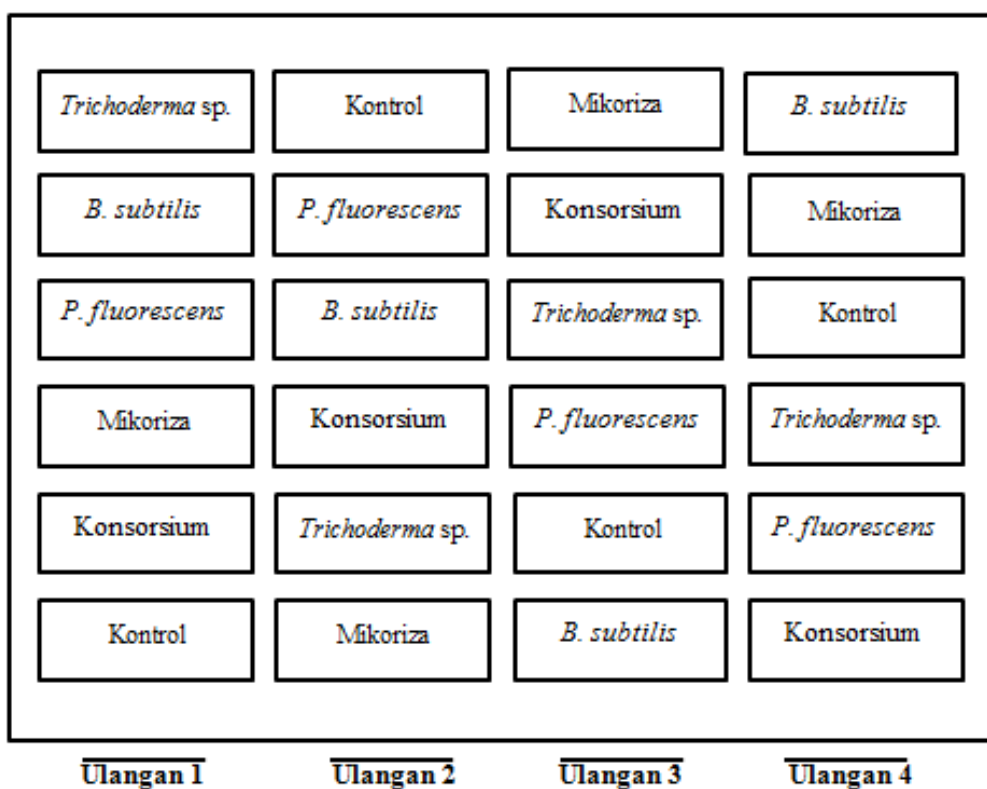 Trichoderma sp. Kontrol Mikoriza B. subtilis
B. subtilis P. fluorescens Konsorsium Mikoriza
P. fluorescens B. subtilis Trichoderma sp. Kontrol
Mikoriza Konsorsium P. fluorescens Trichoderma sp.
Konsorsium Trichoderma sp. Kontrol P. fluorescens
Kontrol Mikoriza B. subtilis Konsorsium
Ulangan 1 Ulangan 2 Ulangan 3 Ulangan 4